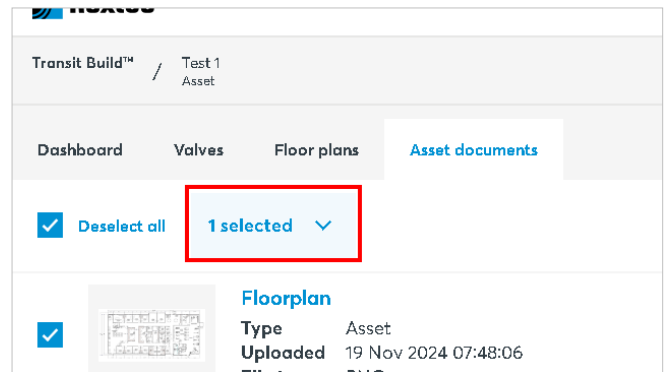 Transit Build™ / Test 1
Asset
Dashboard Valves Floor plans Asset documents
Deselect all 1 selected
Floorplan
Type Asset
Uploaded 19 Nov 2024 07:48:06